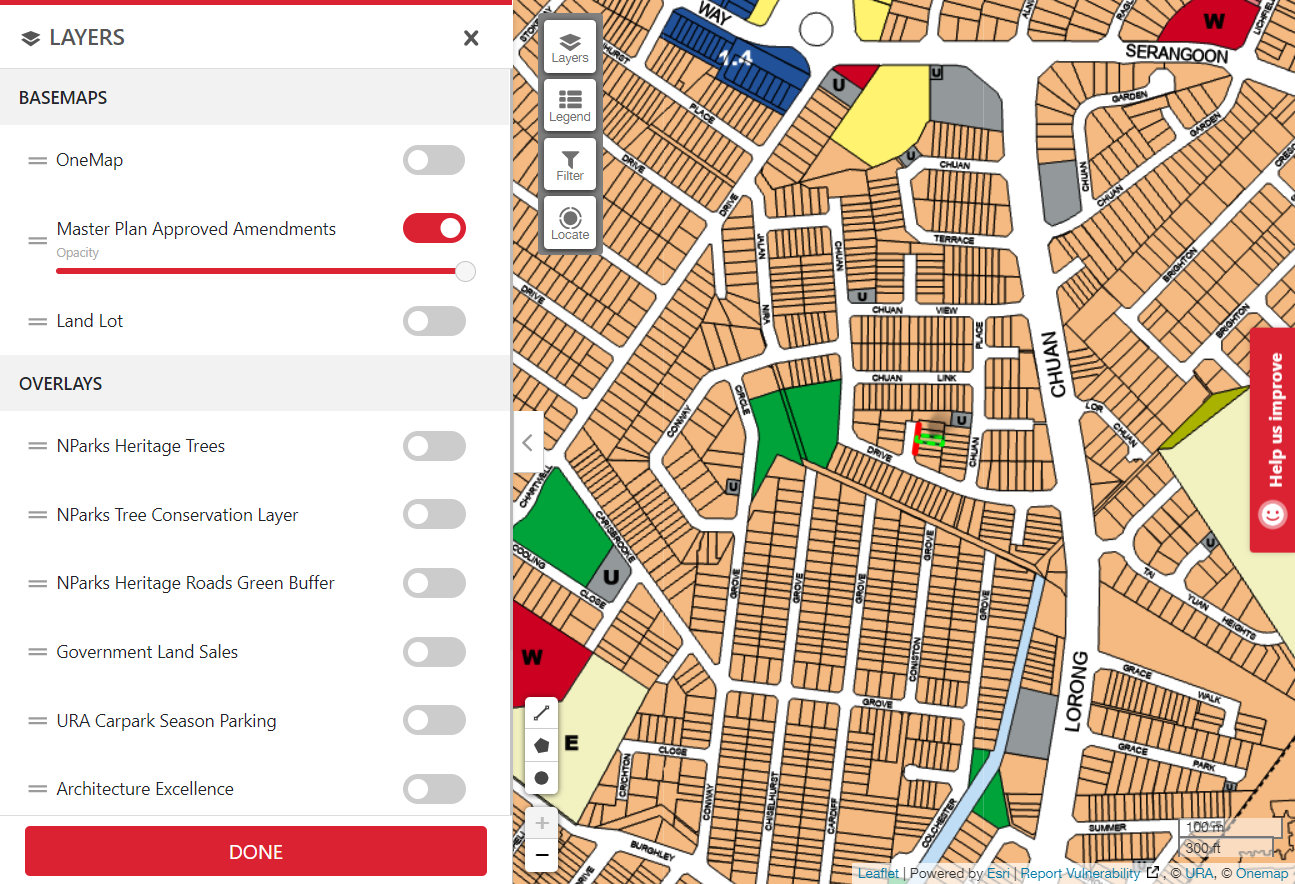 LAYERS
BASEMAPS
OneMap
Master Plan Approved Amendments
Opacity
Land Lot
OVERLAYS
NParks Heritage Trees
NParks Tree Conservation Layer
NParks Heritage Roads Green Buffer
Government Land Sales
URA Carpark Season Parking
Architecture Excellence
DONE
Layers
Legend
Filter
Locate
WAY
1.4
W
SERANGOON
U
U
GARDEN
GARDEN
PLACE
DRIVE
DRIVE
U
CHUAN
CHUAN
CHUAN
TERRACE
JALAN
CHUAN
BRIGHTON
BRIGHTON
DRIVE
U
NIRA
CHUAN VIEW
PLACE
CHUAN
CHUAN LINK
CIRCLE
CONWAY
U
LOR
CHUAN
DRIVE
CHUAN
Help us improve
CHARTWELL
CARISBROOKE
U
U
COOLING
CLOSE
U
GROVE
GROVE
GROVE
GROVE
GROVE
TAI
YUAN
HEIGHTS
W
CONISTON
LORONG
GRACE
WALK
GROVE
E
CLOSE
GRACE
PARK
U
CRICHTON
CONWAY
CHISELHURST
CARDIFF
COLCHESTER
SUMMER
PLACE
100 m
300 ft
BURGHLEY
DRIVE
Leaflet | Powered by Esri | Report Vulnerability , © URA, © Onemap